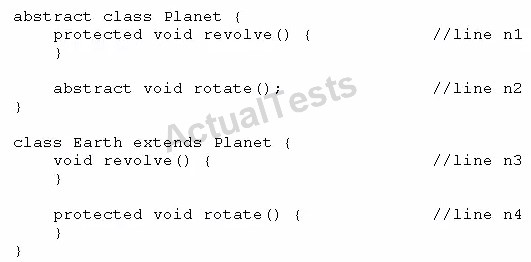 abstract class Planet {
    protected void revolve() {            //line n1
    }

    abstract void rotate();               //line n2
}

class Earth extends Planet {
    void revolve() {                      //line n3
    }

    protected void rotate() {             //line n4
    }
}
ActualTests